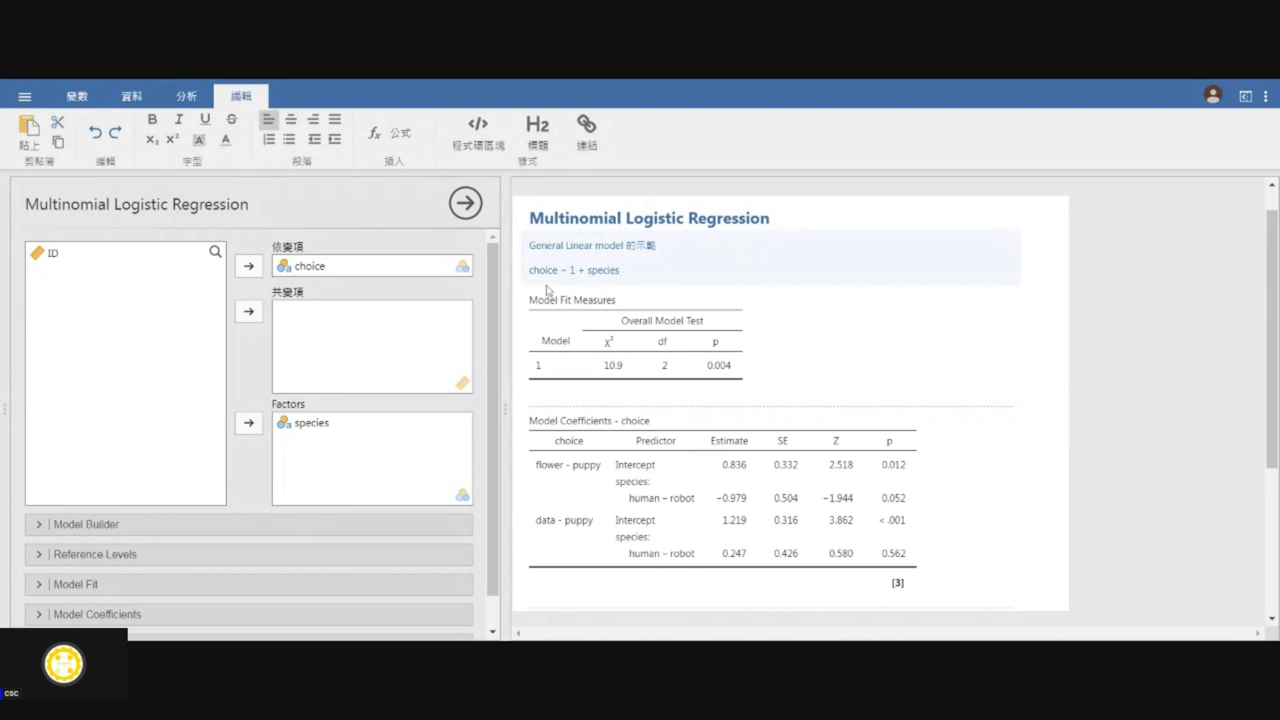 變數 資料 分析 編輯
B I U S
貼上 X₂ X² A A fx 公式 </> 程式碼區塊 H2 標題 連結
剪貼簿 編輯 字型 段落 插入 樣式
Multinomial Logistic Regression
ID
依變項
choice
共變項
Factors
species
> | Model Builder
> | Reference Levels
> | Model Fit
> | Model Coefficients
Multinomial Logistic Regression
General Linear model 的示範
choice ~ 1 + species
Model Fit Measures
Overall Model Test
Model χ² df p
1 10.9 2 0.004
Model Coefficients - choice
choice Predictor Estimate SE Z p
flower - puppy Intercept 0.836 0.332 2.518 0.012
species:
human – robot −0.979 0.504 −1.944 0.052
data - puppy Intercept 1.219 0.316 3.862 < .001
species:
human – robot 0.247 0.426 0.580 0.562
[3]
csc